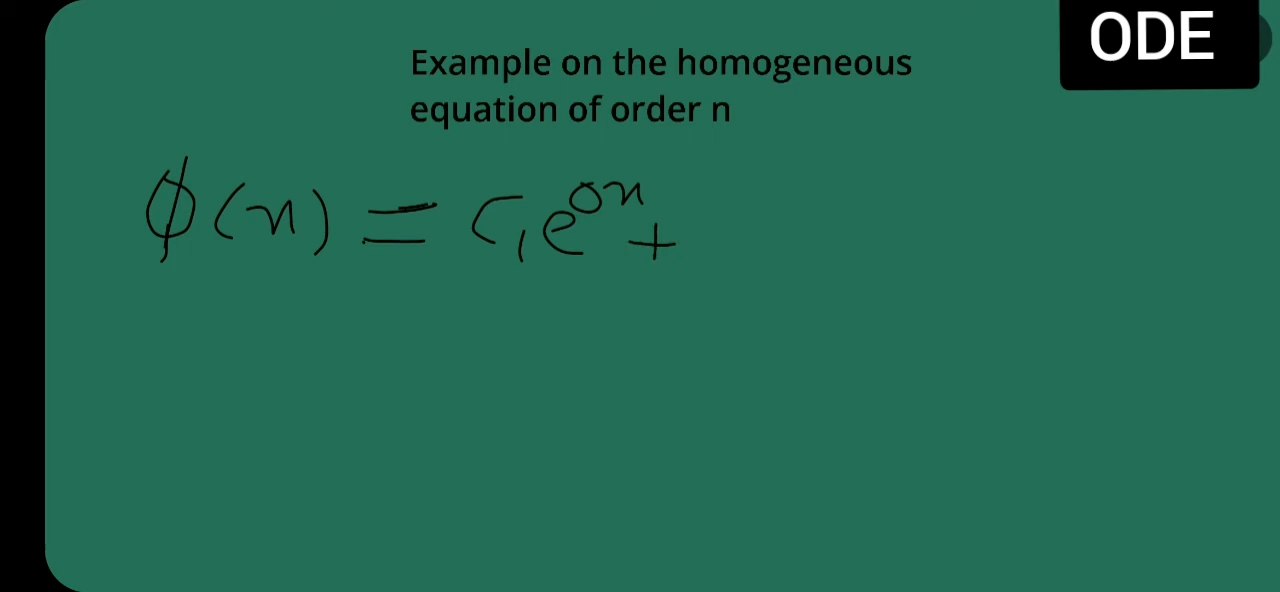 ODE
Example on the homogeneous
equation of order n
ϕ(x) = c₁e⁰ˣ +